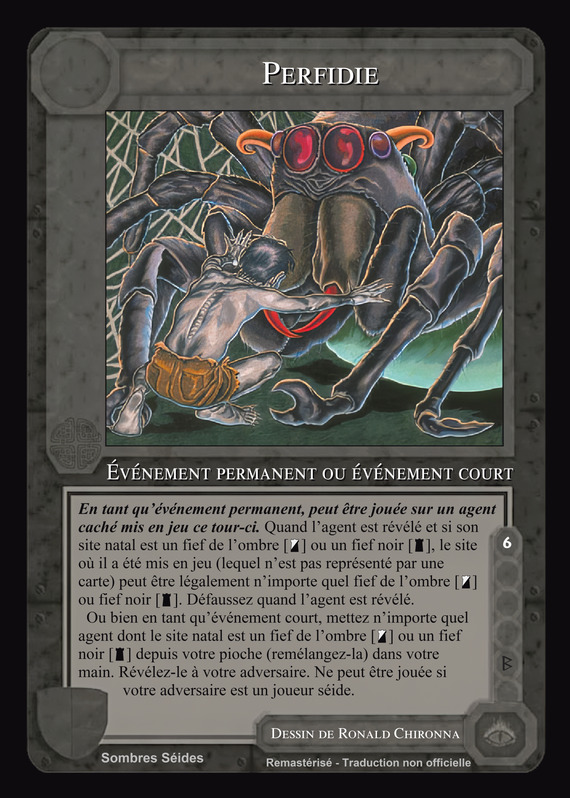 PERFIDIE
ÉVÉNEMENT PERMANENT OU ÉVÉNEMENT COURT
En tant qu'événement permanent, peut être jouée sur un agent
caché mis en jeu ce tour-ci. Quand l'agent est révélé et si son
site natal est un fief de l'ombre [] ou un fief noir [], le site
où il a été mis en jeu (lequel n'est pas représenté par une
carte) peut être légalement n'importe quel fief de l'ombre []
ou fief noir []. Défaussez quand l'agent est révélé.
Ou bien en tant qu'événement court, mettez n'importe quel
agent dont le site natal est un fief de l'ombre [] ou un fief
noir [] depuis votre pioche (remélangez-la) dans votre
main. Révélez-le à votre adversaire. Ne peut être jouée si
votre adversaire est un joueur séide.
6
DESSIN DE RONALD CHIRONNA
Sombres Séides
Remastérisé - Traduction non officielle